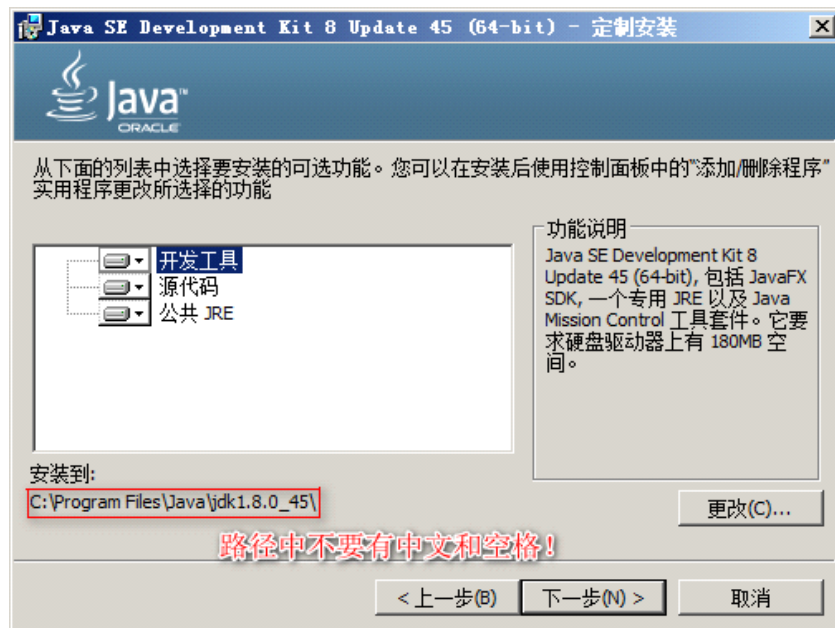 Java SE Development Kit 8 Update 45 (64-bit) - 定制安装
Java™
ORACLE
从下面的列表中选择要安装的可选功能。您可以在安装后使用控制面板中的"添加/删除程序"
实用程序更改所选择的功能
开发工具
源代码
公共 JRE
功能说明
Java SE Development Kit 8
Update 45 (64-bit), 包括 JavaFX
SDK, 一个专用 JRE 以及 Java
Mission Control 工具套件。它要
求硬盘驱动器上有 180MB 空
间。
安装到:
C:\Program Files\Java\jdk1.8.0_45\
更改(C)...
路径中不要有中文和空格！
< 上一步(B)
下一步(N) >
取消